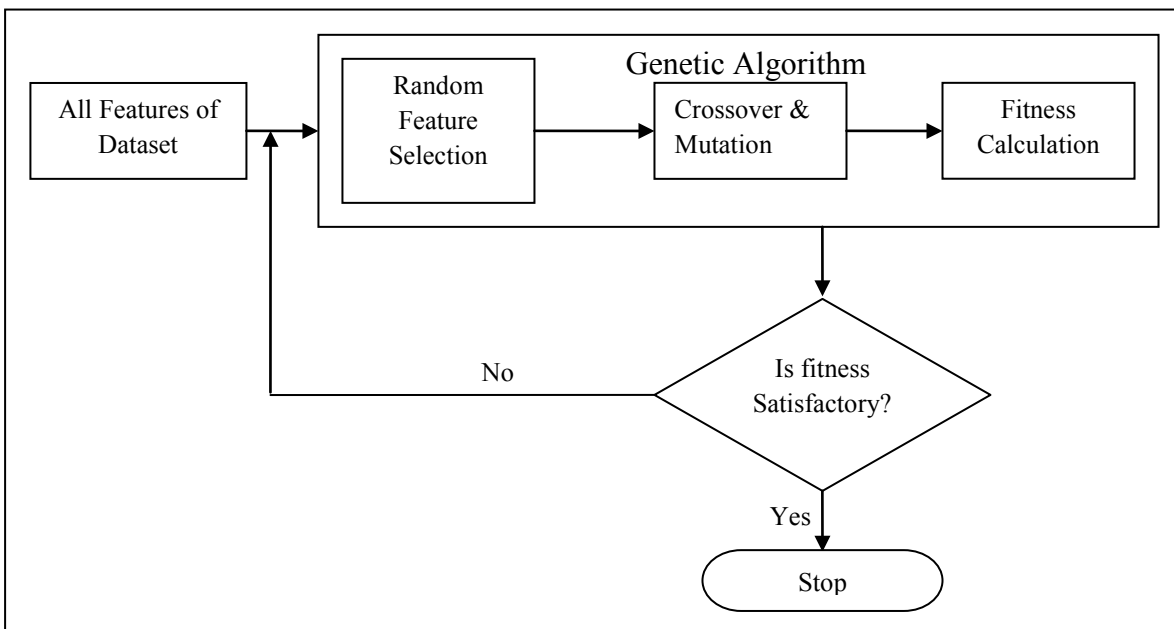 Genetic Algorithm
All Features of
Dataset
Random
Feature
Selection
Crossover &
Mutation
Fitness
Calculation
Is fitness
Satisfactory?
No
Yes
Stop